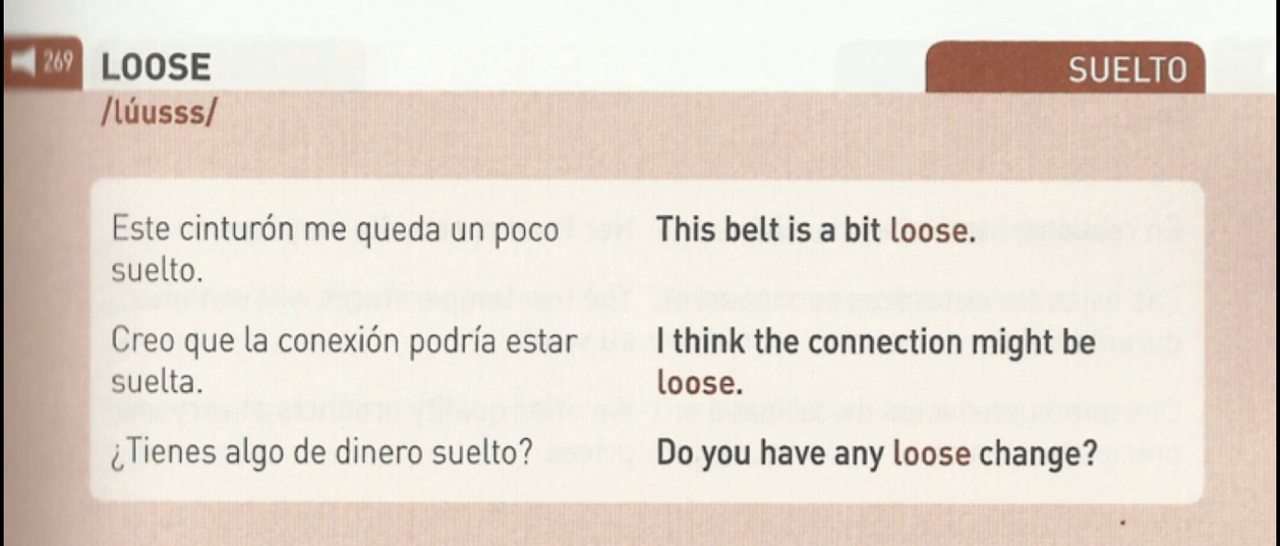 269
LOOSE
SUELTO
/lúusss/
Este cinturón me queda un poco
suelto.
This belt is a bit loose.
Creo que la conexión podría estar
suelta.
I think the connection might be
loose.
¿Tienes algo de dinero suelto?
Do you have any loose change?